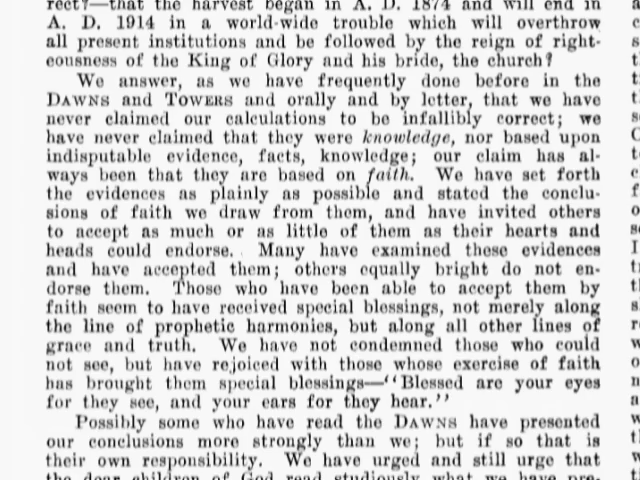 rect?—that the harvest began in A. D. 1874 and will end in
A. D. 1914 in a world-wide trouble which will overthrow
all present institutions and be followed by the reign of right-
eousness of the King of Glory and his bride, the church?
We answer, as we have frequently done before in the
DAWNS and TOWERS and orally and by letter, that we have
never claimed our calculations to be infallibly correct; we
have never claimed that they were knowledge, nor based upon
indisputable evidence, facts, knowledge; our claim has al-
ways been that they are based on faith. We have set forth
the evidences as plainly as possible and stated the conclu-
sions of faith we draw from them, and have invited others
to accept as much or as little of them as their hearts and
heads could endorse. Many have examined these evidences
and have accepted them; others equally bright do not en-
dorse them. Those who have been able to accept them by
faith seem to have received special blessings, not merely along
the line of prophetic harmonies, but along all other lines of
grace and truth. We have not condemned those who could
not see, but have rejoiced with those whose exercise of faith
has brought them special blessings—"Blessed are your eyes
for they see, and your ears for they hear."
Possibly some who have read the DAWNS have presented
our conclusions more strongly than we; but if so that is
their own responsibility. We have urged and still urge that
the dear children of God read studiously what we have pre-